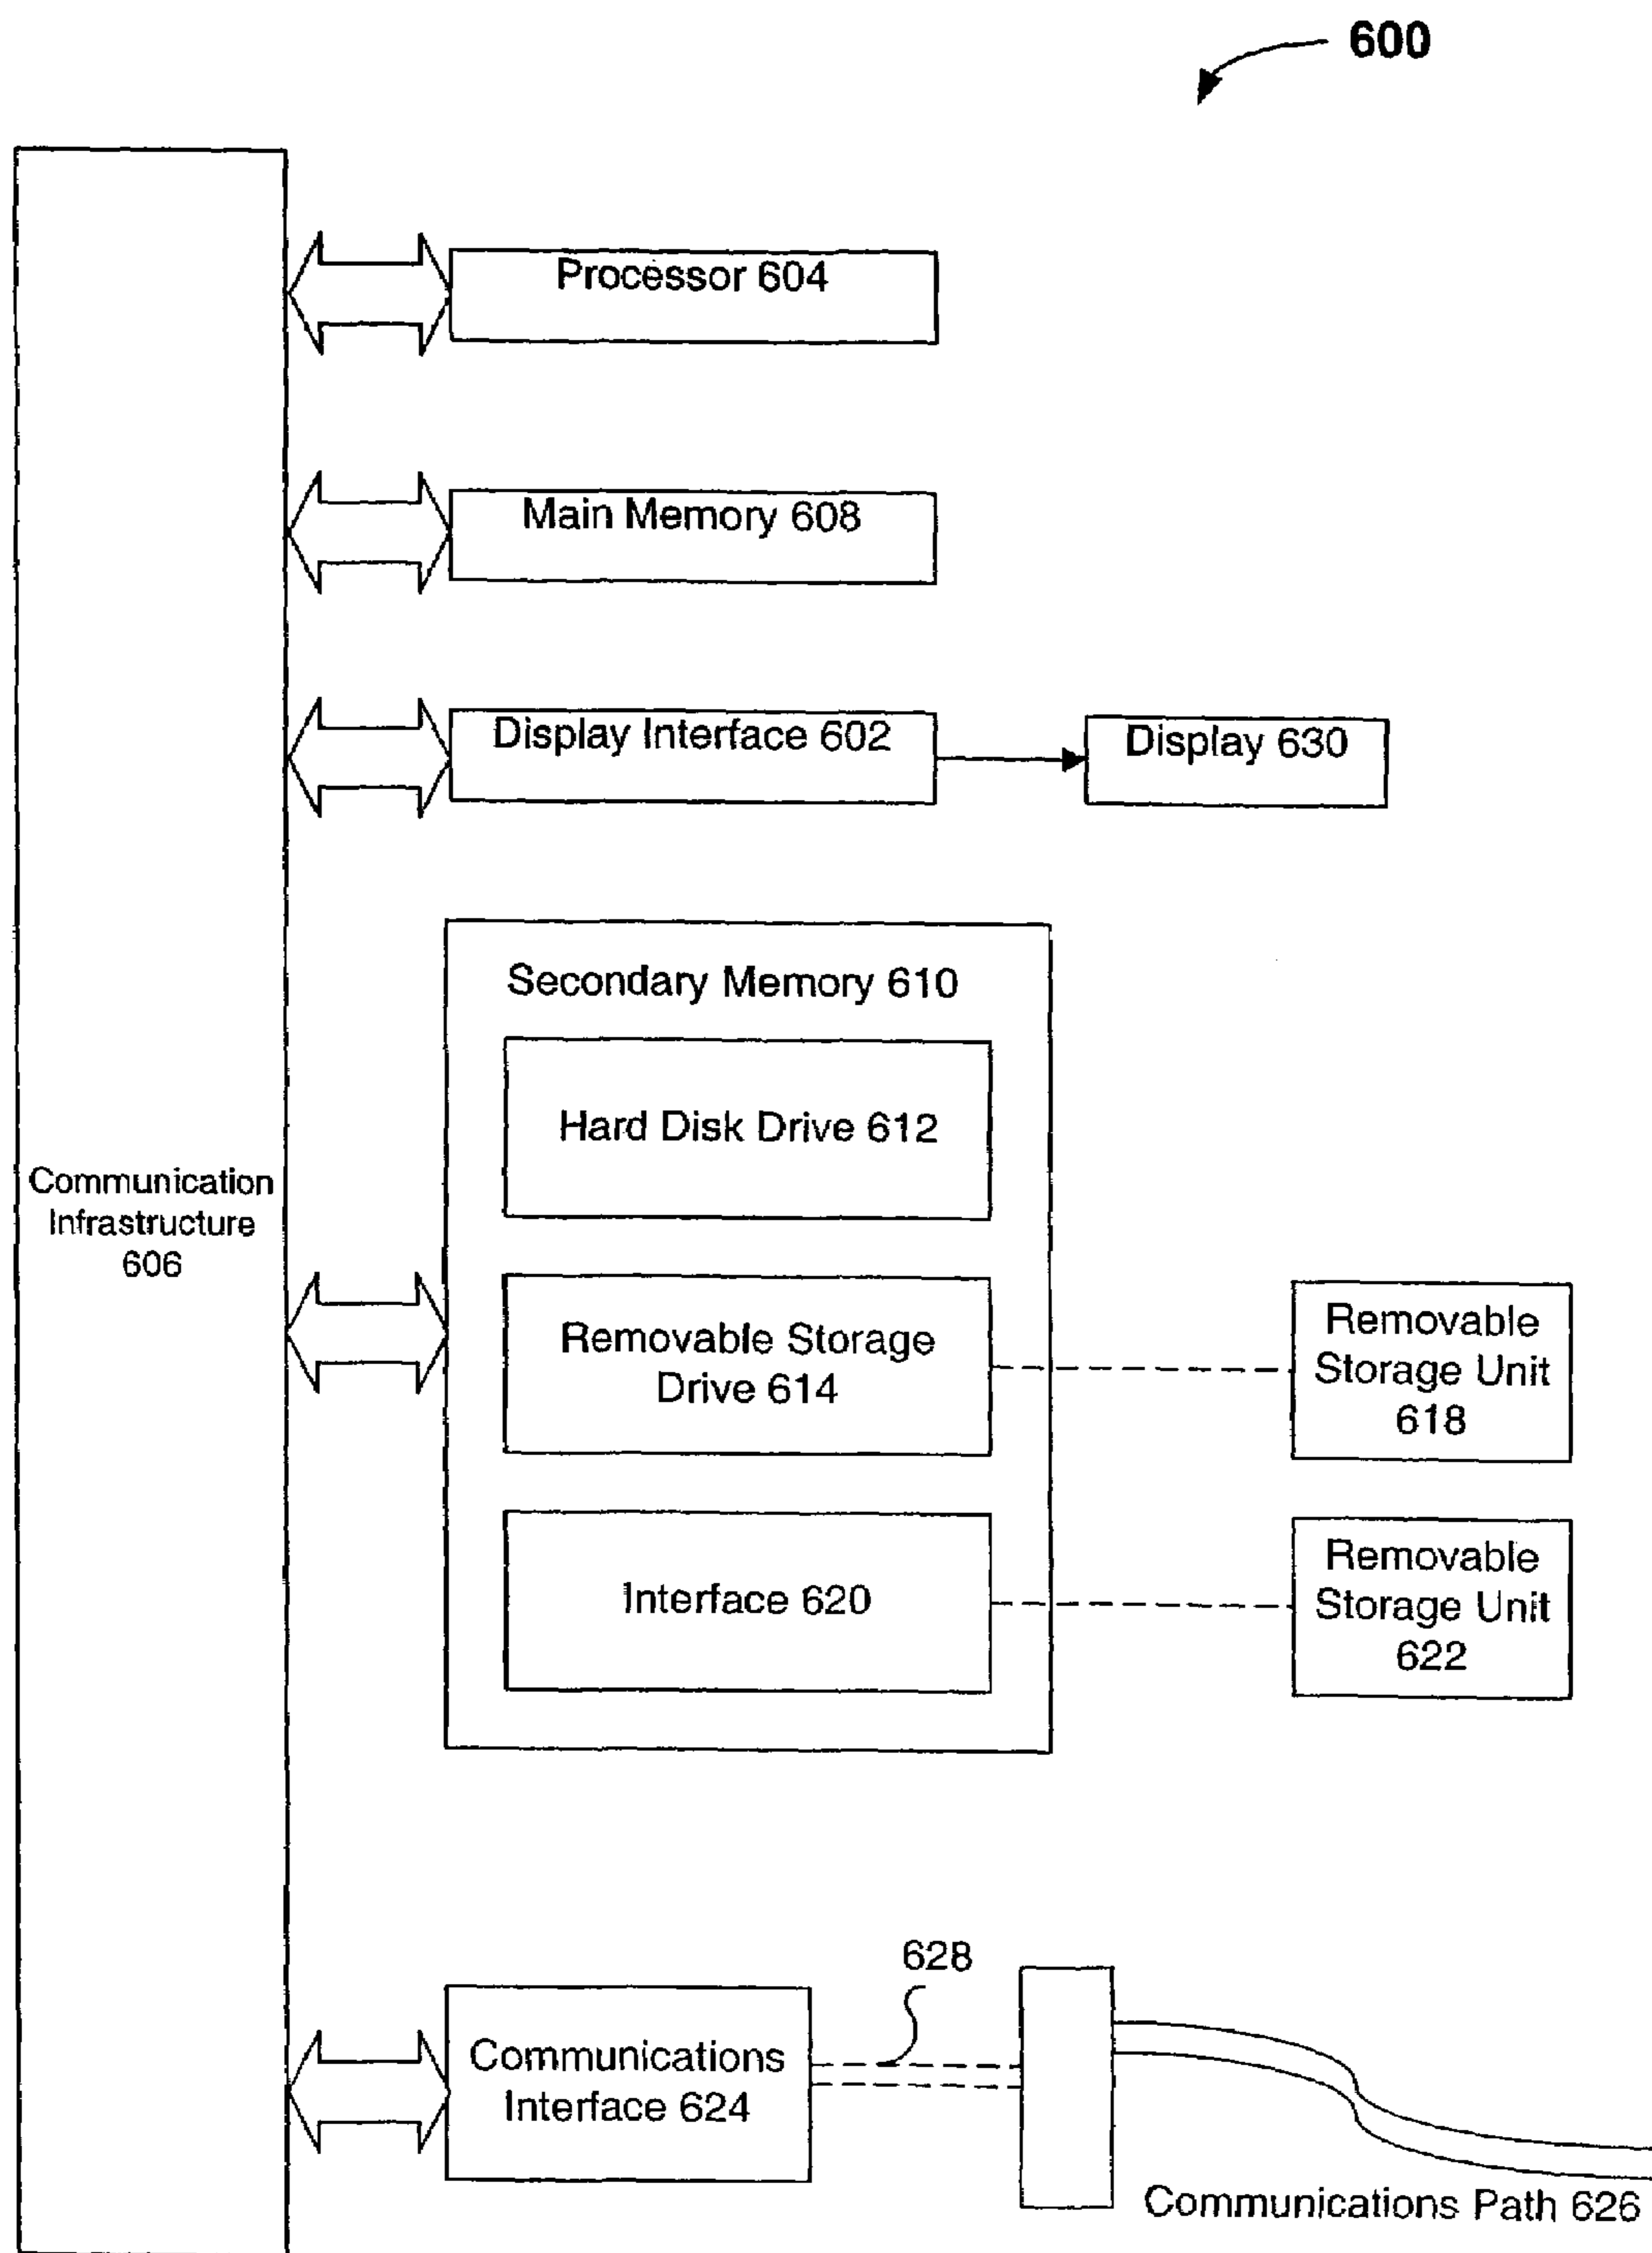 600
Processor 604
Main Memory 608
Display Interface 602
Display 630
Secondary Memory 610
Hard Disk Drive 612
Communication
Infrastructure
606
Removable Storage
Drive 614
Removable
Storage Unit
618
Interface 620
Removable
Storage Unit
622
628
Communications
Interface 624
Communications Path 626